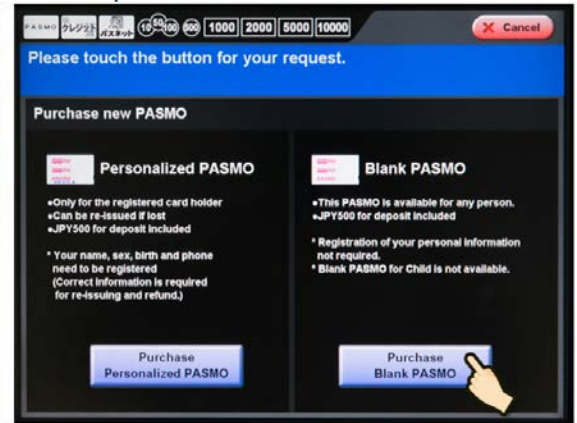 PASMO クレジット パスネット 10 50 100 500 1000 2000 5000 10000
Cancel
Please touch the button for your request.
Purchase new PASMO
Personalized PASMO
•Only for the registered card holder
•Can be re-issued if lost
•JPY500 for deposit included
* Your name, sex, birth and phone
need to be registered
(Correct information is required
for re-issuing and refund.)
Purchase
Personalized PASMO
Blank PASMO
•This PASMO is available for any person.
•JPY500 for deposit included
* Registration of your personal information
not required.
* Blank PASMO for Child is not available.
Purchase
Blank PASMO